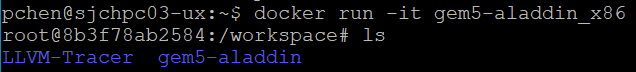 pchen@sjchpc03-ux:~$ docker run -it gem5-aladdin_x86
root@8b3f78ab2584:/workspace# ls
LLVM-Tracer  gem5-aladdin